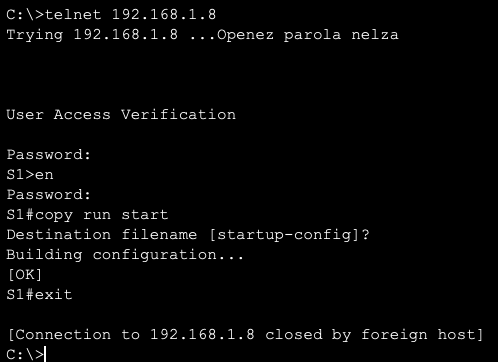 C:\>telnet 192.168.1.8
Trying 192.168.1.8 ...Openez parola nelza
User Access Verification
Password:
S1>en
Password:
S1#copy run start
Destination filename [startup-config]?
Building configuration...
[OK]
S1#exit
[Connection to 192.168.1.8 closed by foreign host]
C:\>